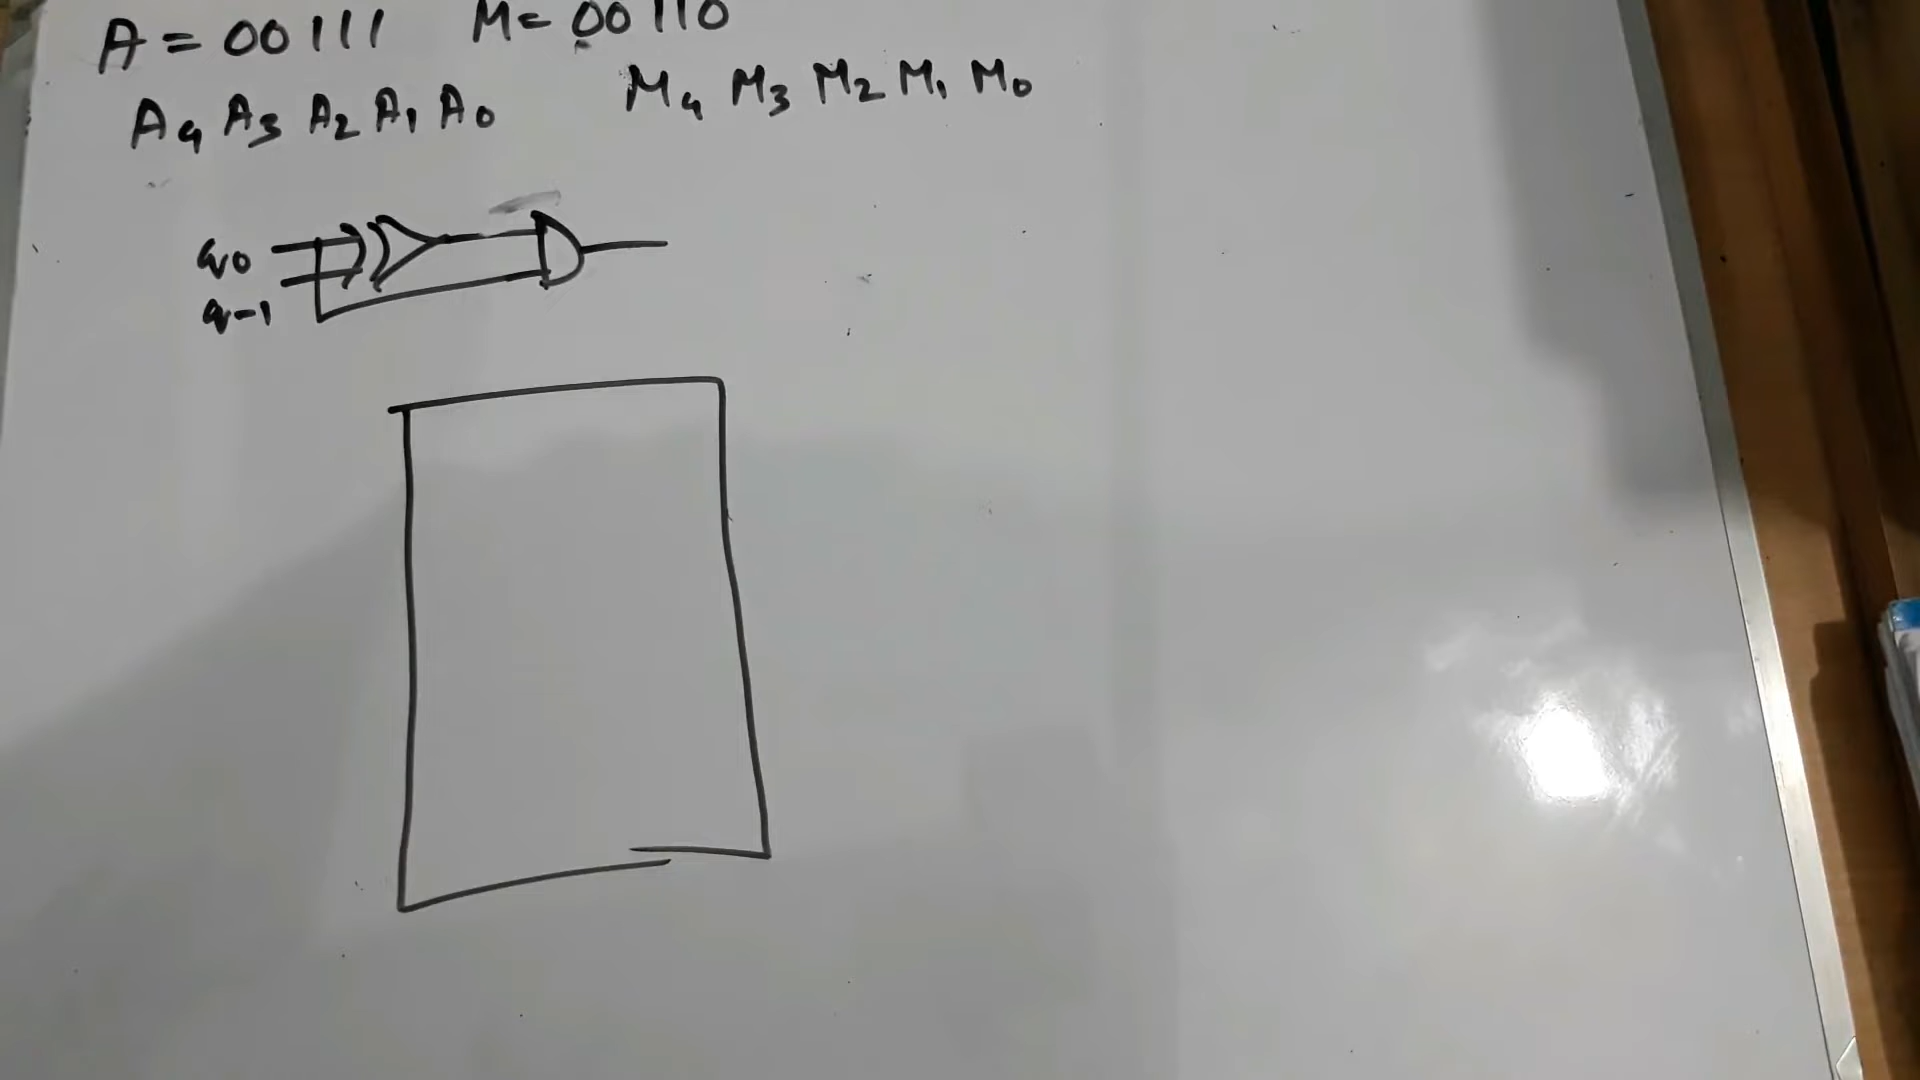 A = 00111 M = 00110
A4 A3 A2 A1 A0 M4 M3 M2 M1 M0
q0
q-1